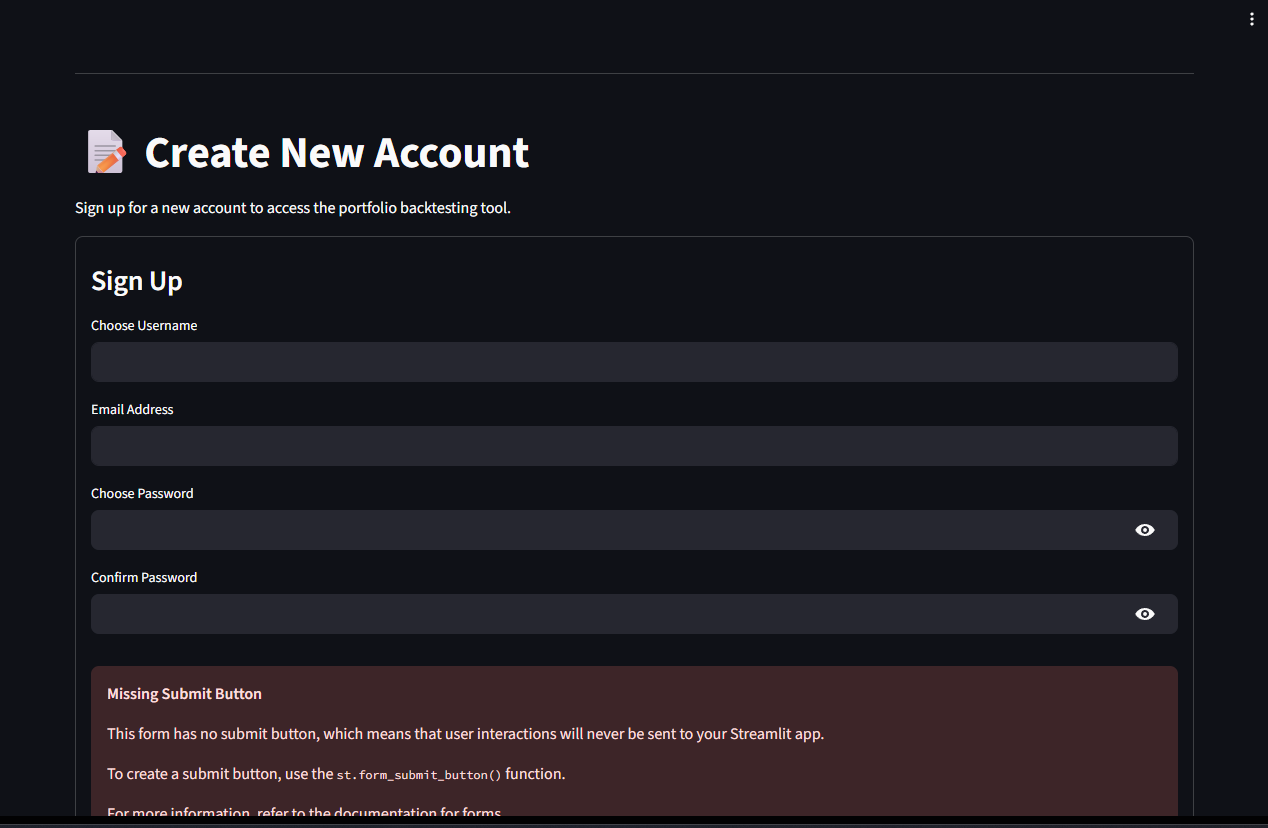 Create New Account
Sign up for a new account to access the portfolio backtesting tool.
Sign Up
Choose Username
Email Address
Choose Password
Confirm Password
Missing Submit Button
This form has no submit button, which means that user interactions will never be sent to your Streamlit app.
To create a submit button, use the st.form_submit_button() function.
For more information, refer to the documentation for forms.